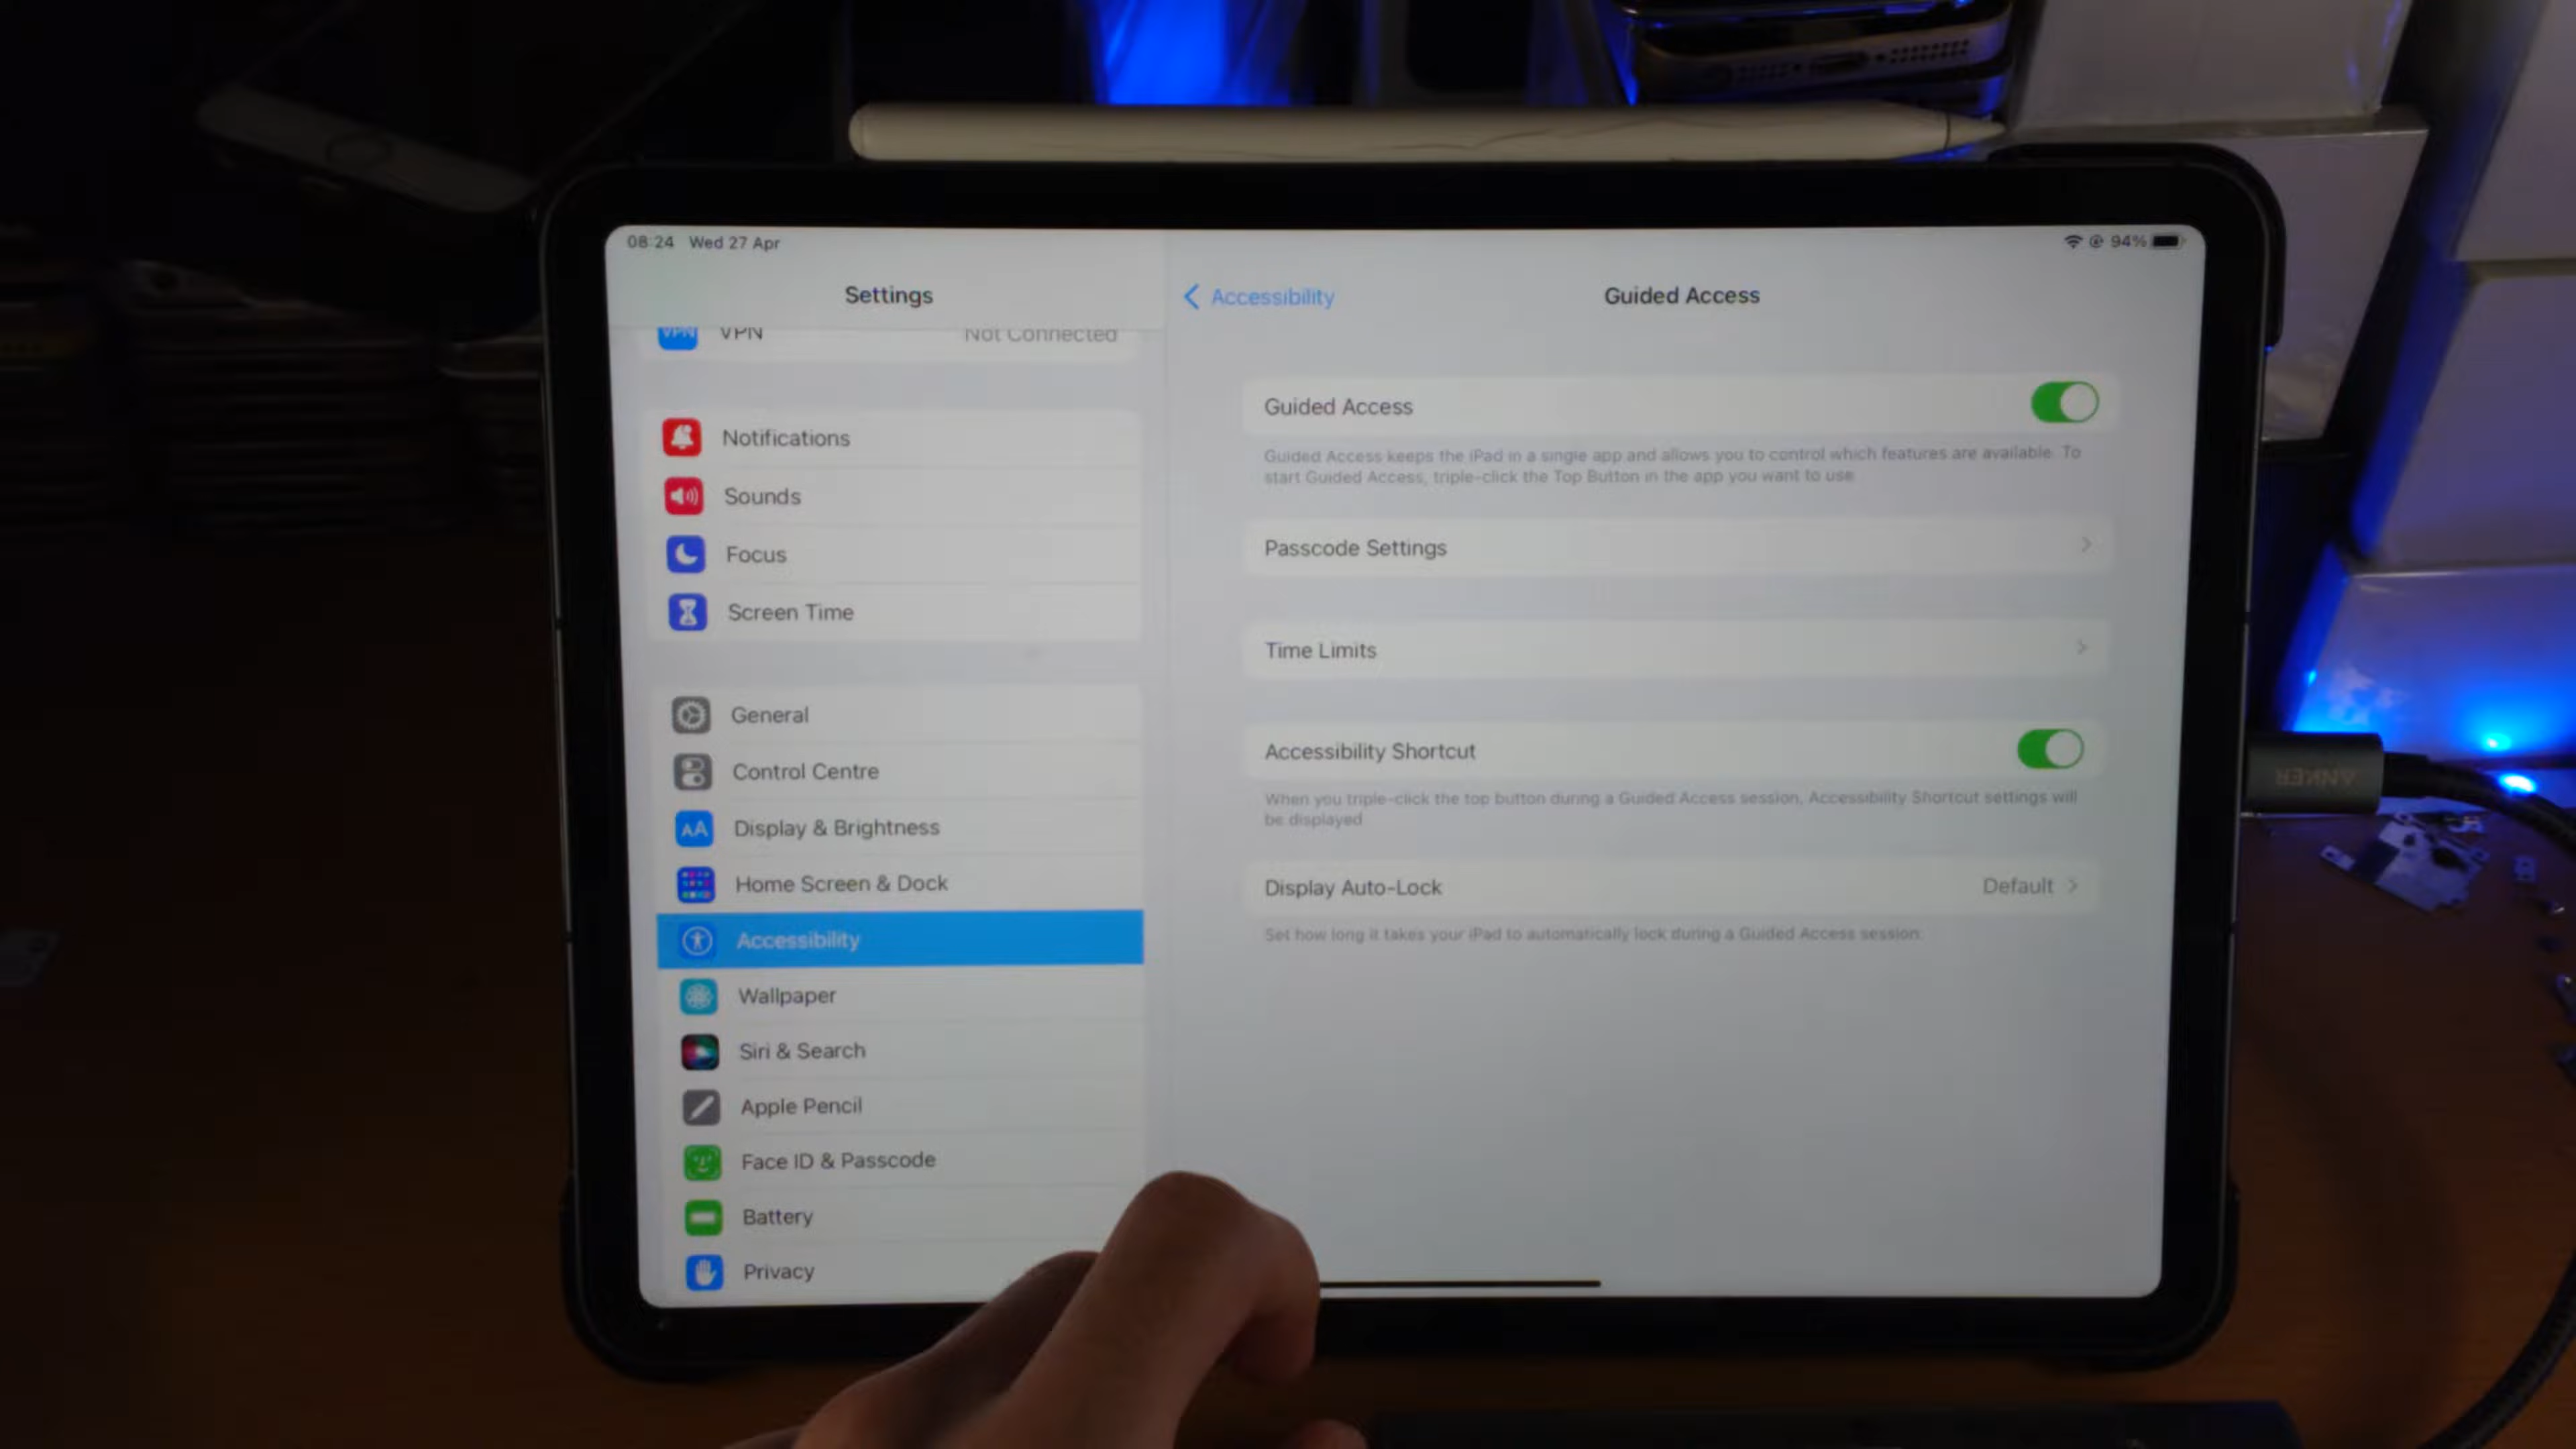 08:24 Wed 27 Apr
94%
Settings
VPN Not Connected
Notifications
Sounds
Focus
Screen Time
General
Control Centre
AA Display & Brightness
Home Screen & Dock
Accessibility
Wallpaper
Siri & Search
Apple Pencil
Face ID & Passcode
Battery
Privacy
Accessibility
Guided Access
Guided Access
Guided Access keeps the iPad in a single app and allows you to control which features are available. To
start Guided Access, triple-click the Top Button in the app you want to use
Passcode Settings
Time Limits
Accessibility Shortcut
When you triple-click the top button during a Guided Access session, Accessibility Shortcut settings will
be displayed
Display Auto-Lock Default
Set how long it takes your iPad to automatically lock during a Guided Access session.
ANKER